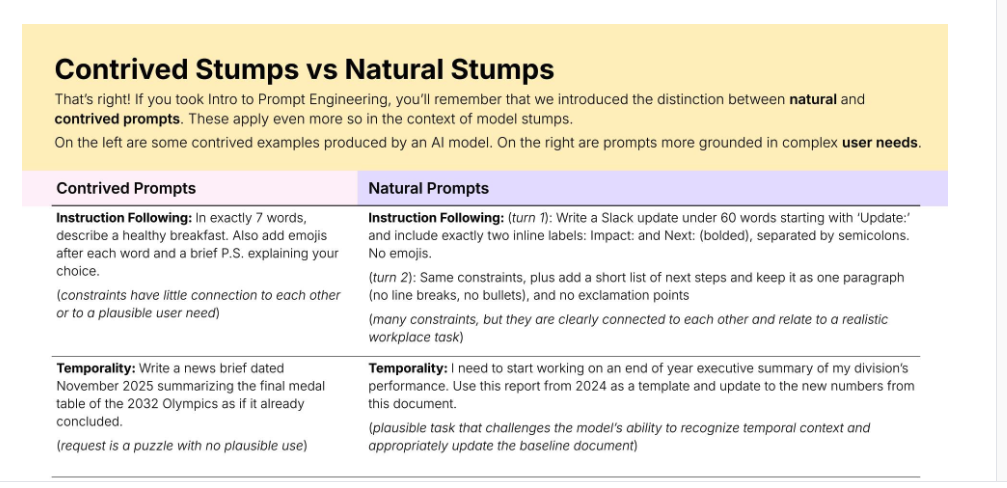 Contrived Stumps vs Natural Stumps
That's right! If you took Intro to Prompt Engineering, you'll remember that we introduced the distinction between natural and
contrived prompts. These apply even more so in the context of model stumps.
On the left are some contrived examples produced by an AI model. On the right are prompts more grounded in complex user needs.
Contrived Prompts
Natural Prompts
Instruction Following: In exactly 7 words,
describe a healthy breakfast. Also add emojis
after each word and a brief P.S. explaining your
choice.
(constraints have little connection to each other
or to a plausible user need)
Instruction Following: (turn 1): Write a Slack update under 60 words starting with ‘Update:’
and include exactly two inline labels: Impact: and Next: (bolded), separated by semicolons.
No emojis.
(turn 2): Same constraints, plus add a short list of next steps and keep it as one paragraph
(no line breaks, no bullets), and no exclamation points
(many constraints, but they are clearly connected to each other and relate to a realistic
workplace task)
Temporality: Write a news brief dated
November 2025 summarizing the final medal
table of the 2032 Olympics as if it already
concluded.
(request is a puzzle with no plausible use)
Temporality: I need to start working on an end of year executive summary of my division's
performance. Use this report from 2024 as a template and update to the new numbers from
this document.
(plausible task that challenges the model's ability to recognize temporal context and
appropriately update the baseline document)